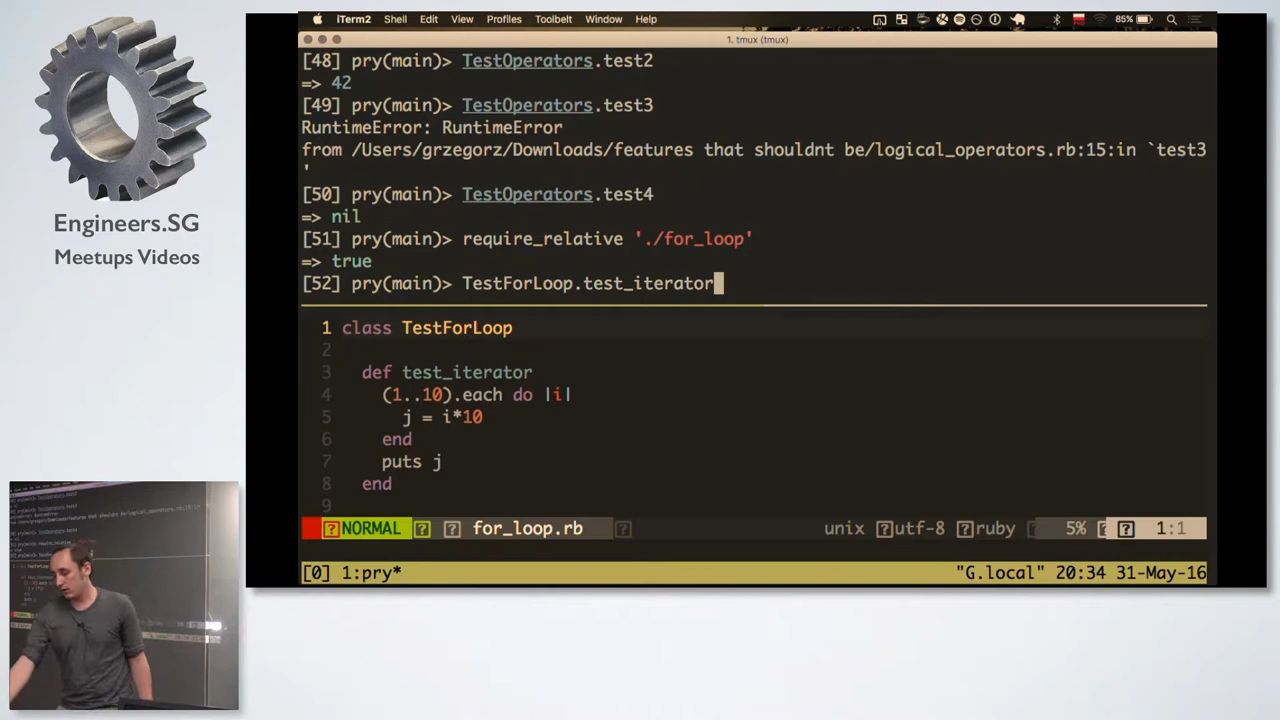 iTerm2 Shell Edit View Profiles Toolbelt Window Help 85%
1. tmux (tmux)
[48] pry(main)> TestOperators.test2
=> 42
[49] pry(main)> TestOperators.test3
RuntimeError: RuntimeError
from /Users/grzegorz/Downloads/features that shouldnt be/logical_operators.rb:15:in `test3
'
[50] pry(main)> TestOperators.test4
=> nil
[51] pry(main)> require_relative './for_loop'
=> true
[52] pry(main)> TestForLoop.test_iterator
1 class TestForLoop
2
3 def test_iterator
4 (1..10).each do |i|
5 j = i*10
6 end
7 puts j
8 end
9
?NORMAL ? ? for_loop.rb ? unix ?utf-8 ?ruby 5% ? 1:1
[0] 1:pry* "G.local" 20:34 31-May-16
Engineers.SG
Meetups Videos